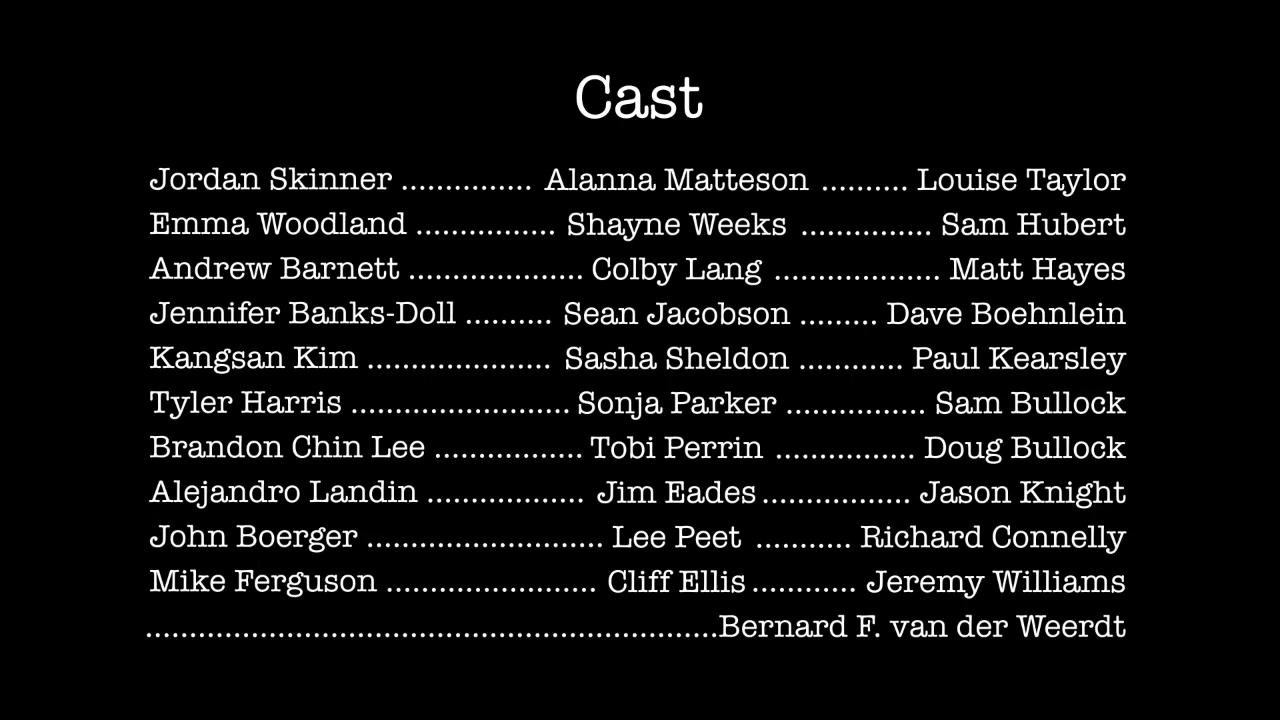 Cast
Jordan Skinner ............... Alanna Matteson .......... Louise Taylor
Emma Woodland ................ Shayne Weeks ............... Sam Hubert
Andrew Barnett .................... Colby Lang ................... Matt Hayes
Jennifer Banks-Doll .......... Sean Jacobson ......... Dave Boehnlein
Kangsan Kim ..................... Sasha Sheldon ............ Paul Kearsley
Tyler Harris ......................... Sonja Parker ................ Sam Bullock
Brandon Chin Lee ................. Tobi Perrin ................ Doug Bullock
Alejandro Landin .................. Jim Eades ................. Jason Knight
John Boerger ........................... Lee Peet ........... Richard Connelly
Mike Ferguson ........................ Cliff Ellis ............ Jeremy Williams
.................................................................Bernard F. van der Weerdt